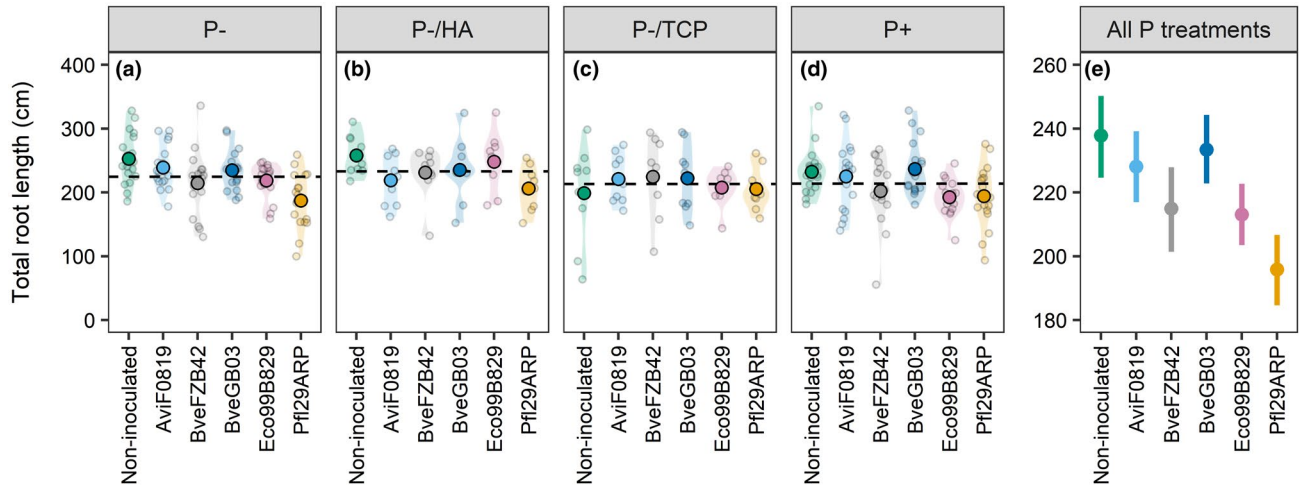 P-
P-/HA
P-/TCP
P+
All P treatments
Total root length (cm)
400
300
200
100
0
(a)
(b)
(c)
(d)
260
240
220
200
180
(e)
Non-inoculated
AviF0819
BveFZB42
BveGB03
Eco99B829
Pfl29ARP
Non-inoculated
AviF0819
BveFZB42
BveGB03
Eco99B829
Pfl29ARP
Non-inoculated
AviF0819
BveFZB42
BveGB03
Eco99B829
Pfl29ARP
Non-inoculated
AviF0819
BveFZB42
BveGB03
Eco99B829
Pfl29ARP
Non-inoculated
AviF0819
BveFZB42
BveGB03
Eco99B829
Pfl29ARP